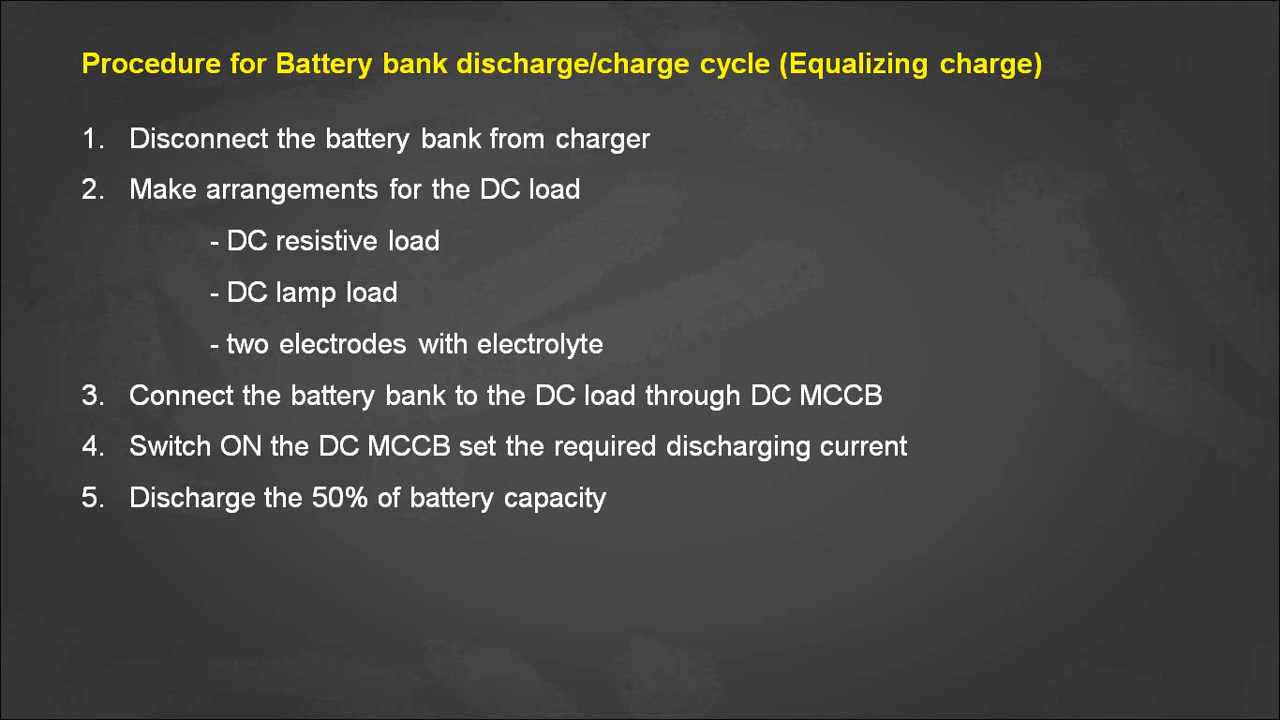 Procedure for Battery bank discharge/charge cycle (Equalizing charge)
1. Disconnect the battery bank from charger
2. Make arrangements for the DC load
- DC resistive load
- DC lamp load
- two electrodes with electrolyte
3. Connect the battery bank to the DC load through DC MCCB
4. Switch ON the DC MCCB set the required discharging current
5. Discharge the 50% of battery capacity